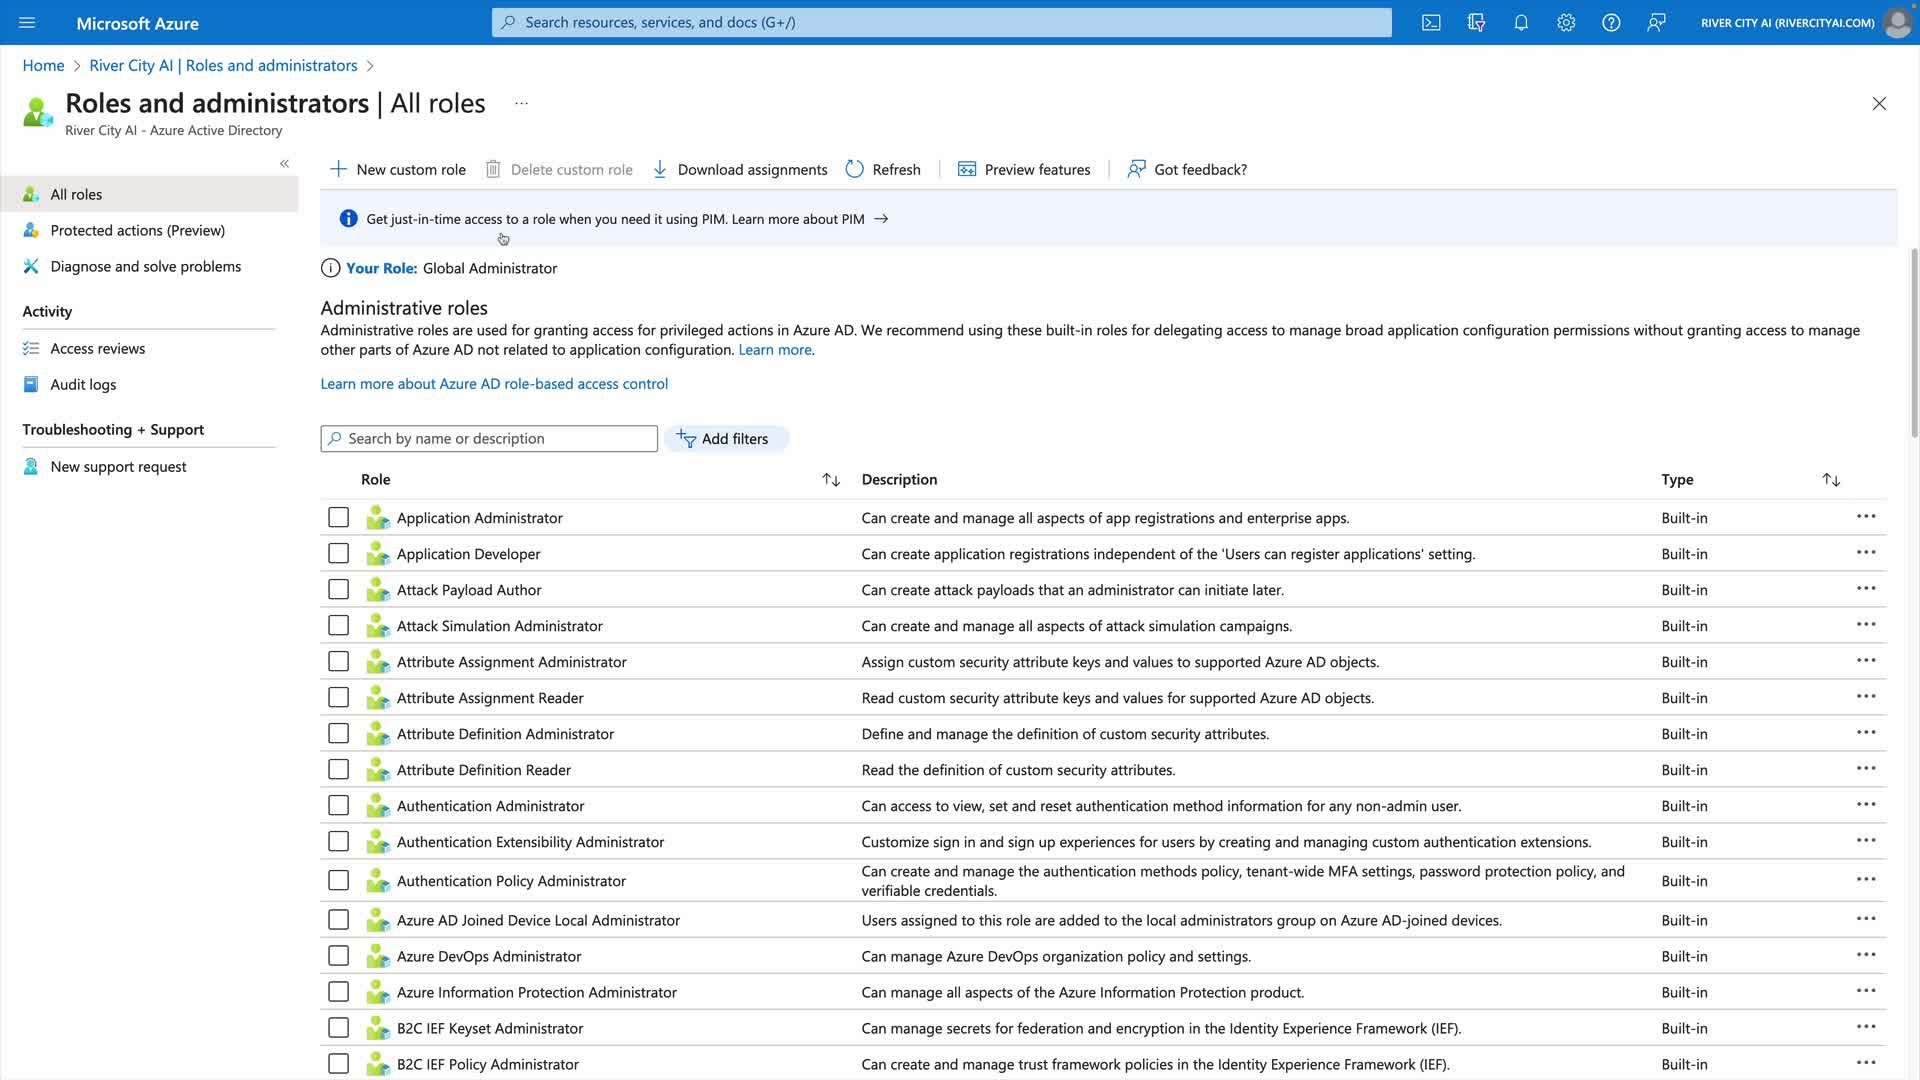 Microsoft Azure
Search resources, services, and docs (G+/)
RIVER CITY AI (RIVERCITYAI.COM)
Home > River City AI | Roles and administrators >
Roles and administrators | All roles ...
River City AI - Azure Active Directory
«
All roles
Protected actions (Preview)
Diagnose and solve problems
Activity
Access reviews
Audit logs
Troubleshooting + Support
New support request
New custom role Delete custom role Download assignments Refresh Preview features Got feedback?
Get just-in-time access to a role when you need it using PIM. Learn more about PIM →
Your Role: Global Administrator
Administrative roles
Administrative roles are used for granting access for privileged actions in Azure AD. We recommend using these built-in roles for delegating access to manage broad application configuration permissions without granting access to manage
other parts of Azure AD not related to application configuration. Learn more.
Learn more about Azure AD role-based access control
Search by name or description Add filters
Role Description Type
Application Administrator Can create and manage all aspects of app registrations and enterprise apps. Built-in
Application Developer Can create application registrations independent of the 'Users can register applications' setting. Built-in
Attack Payload Author Can create attack payloads that an administrator can initiate later. Built-in
Attack Simulation Administrator Can create and manage all aspects of attack simulation campaigns. Built-in
Attribute Assignment Administrator Assign custom security attribute keys and values to supported Azure AD objects. Built-in
Attribute Assignment Reader Read custom security attribute keys and values for supported Azure AD objects. Built-in
Attribute Definition Administrator Define and manage the definition of custom security attributes. Built-in
Attribute Definition Reader Read the definition of custom security attributes. Built-in
Authentication Administrator Can access to view, set and reset authentication method information for any non-admin user. Built-in
Authentication Extensibility Administrator Customize sign in and sign up experiences for users by creating and managing custom authentication extensions. Built-in
Authentication Policy Administrator Can create and manage the authentication methods policy, tenant-wide MFA settings, password protection policy, and Built-in
verifiable credentials.
Azure AD Joined Device Local Administrator Users assigned to this role are added to the local administrators group on Azure AD-joined devices. Built-in
Azure DevOps Administrator Can manage Azure DevOps organization policy and settings. Built-in
Azure Information Protection Administrator Can manage all aspects of the Azure Information Protection product. Built-in
B2C IEF Keyset Administrator Can manage secrets for federation and encryption in the Identity Experience Framework (IEF). Built-in
B2C IEF Policy Administrator Can create and manage trust framework policies in the Identity Experience Framework (IEF). Built-in